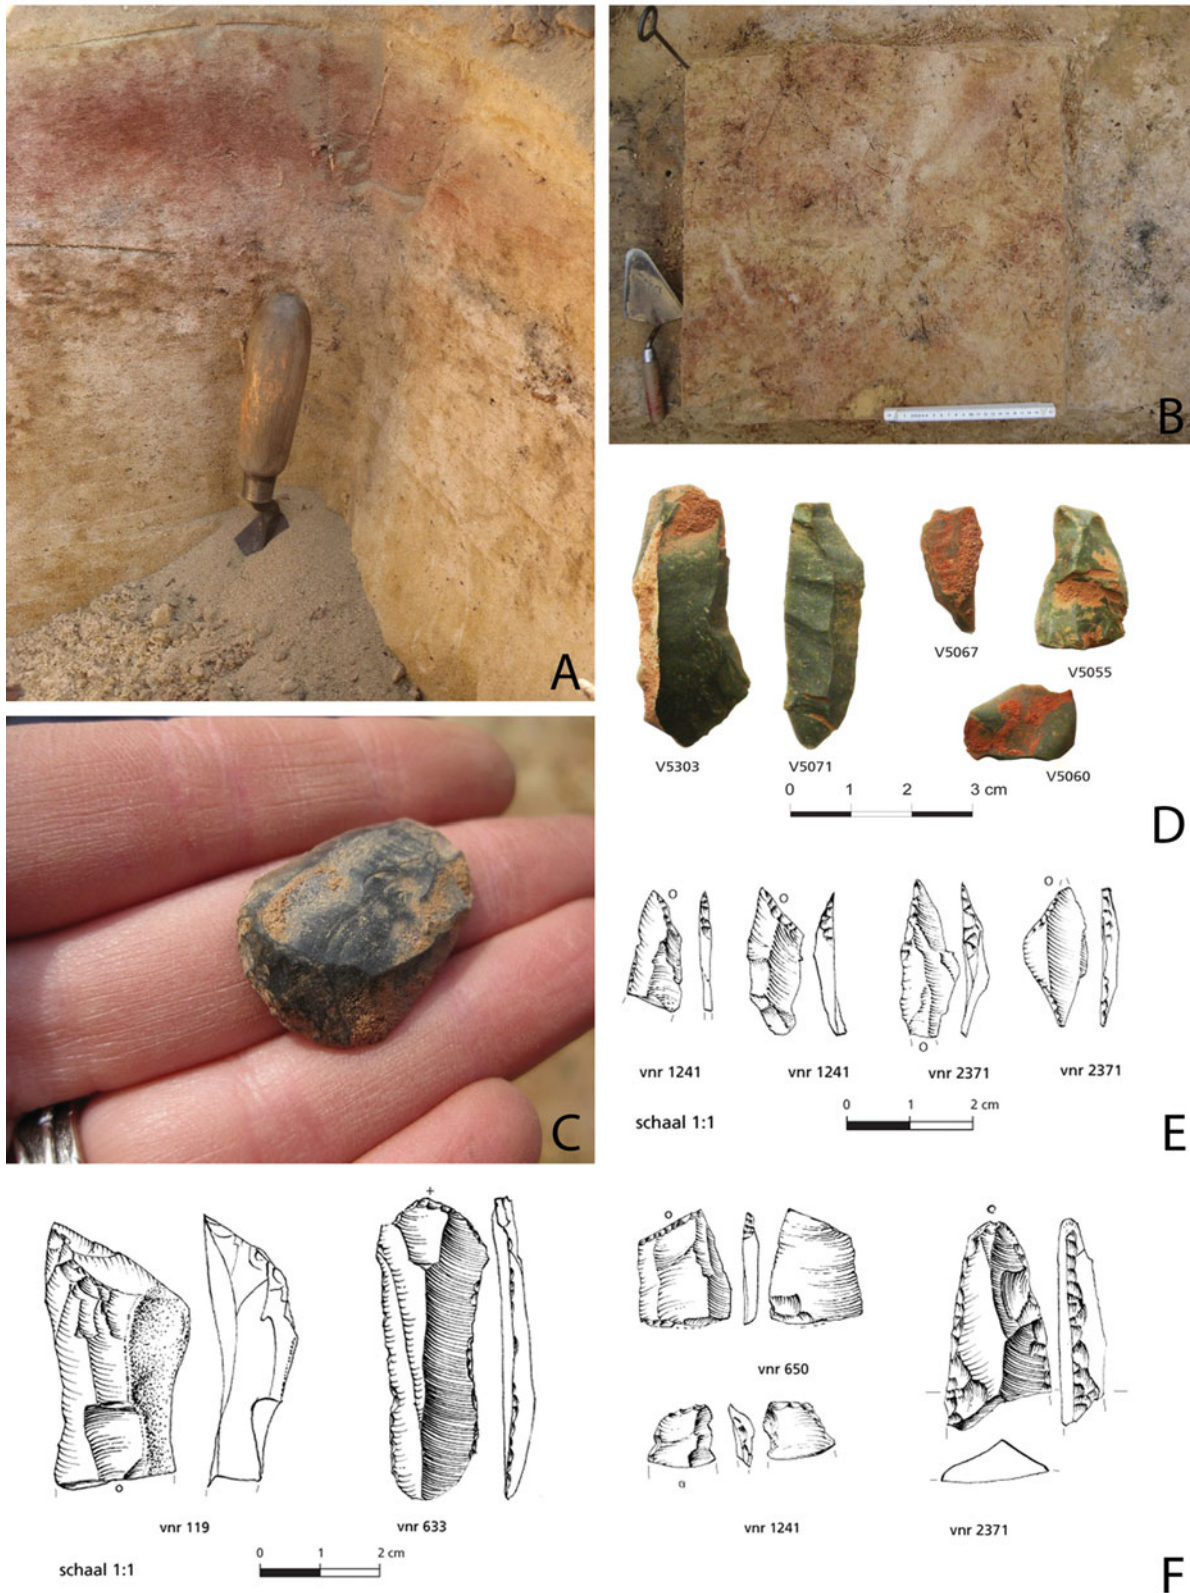 A
B
V5303
V5071
V5067
V5055
V5060
0 1 2 3 cm
D
C
vnr 1241
vnr 1241
vnr 2371
vnr 2371
schaal 1:1
0 1 2 cm
E
vnr 119
vnr 633
vnr 650
vnr 1241
vnr 2371
schaal 1:1
0 1 2 cm
F